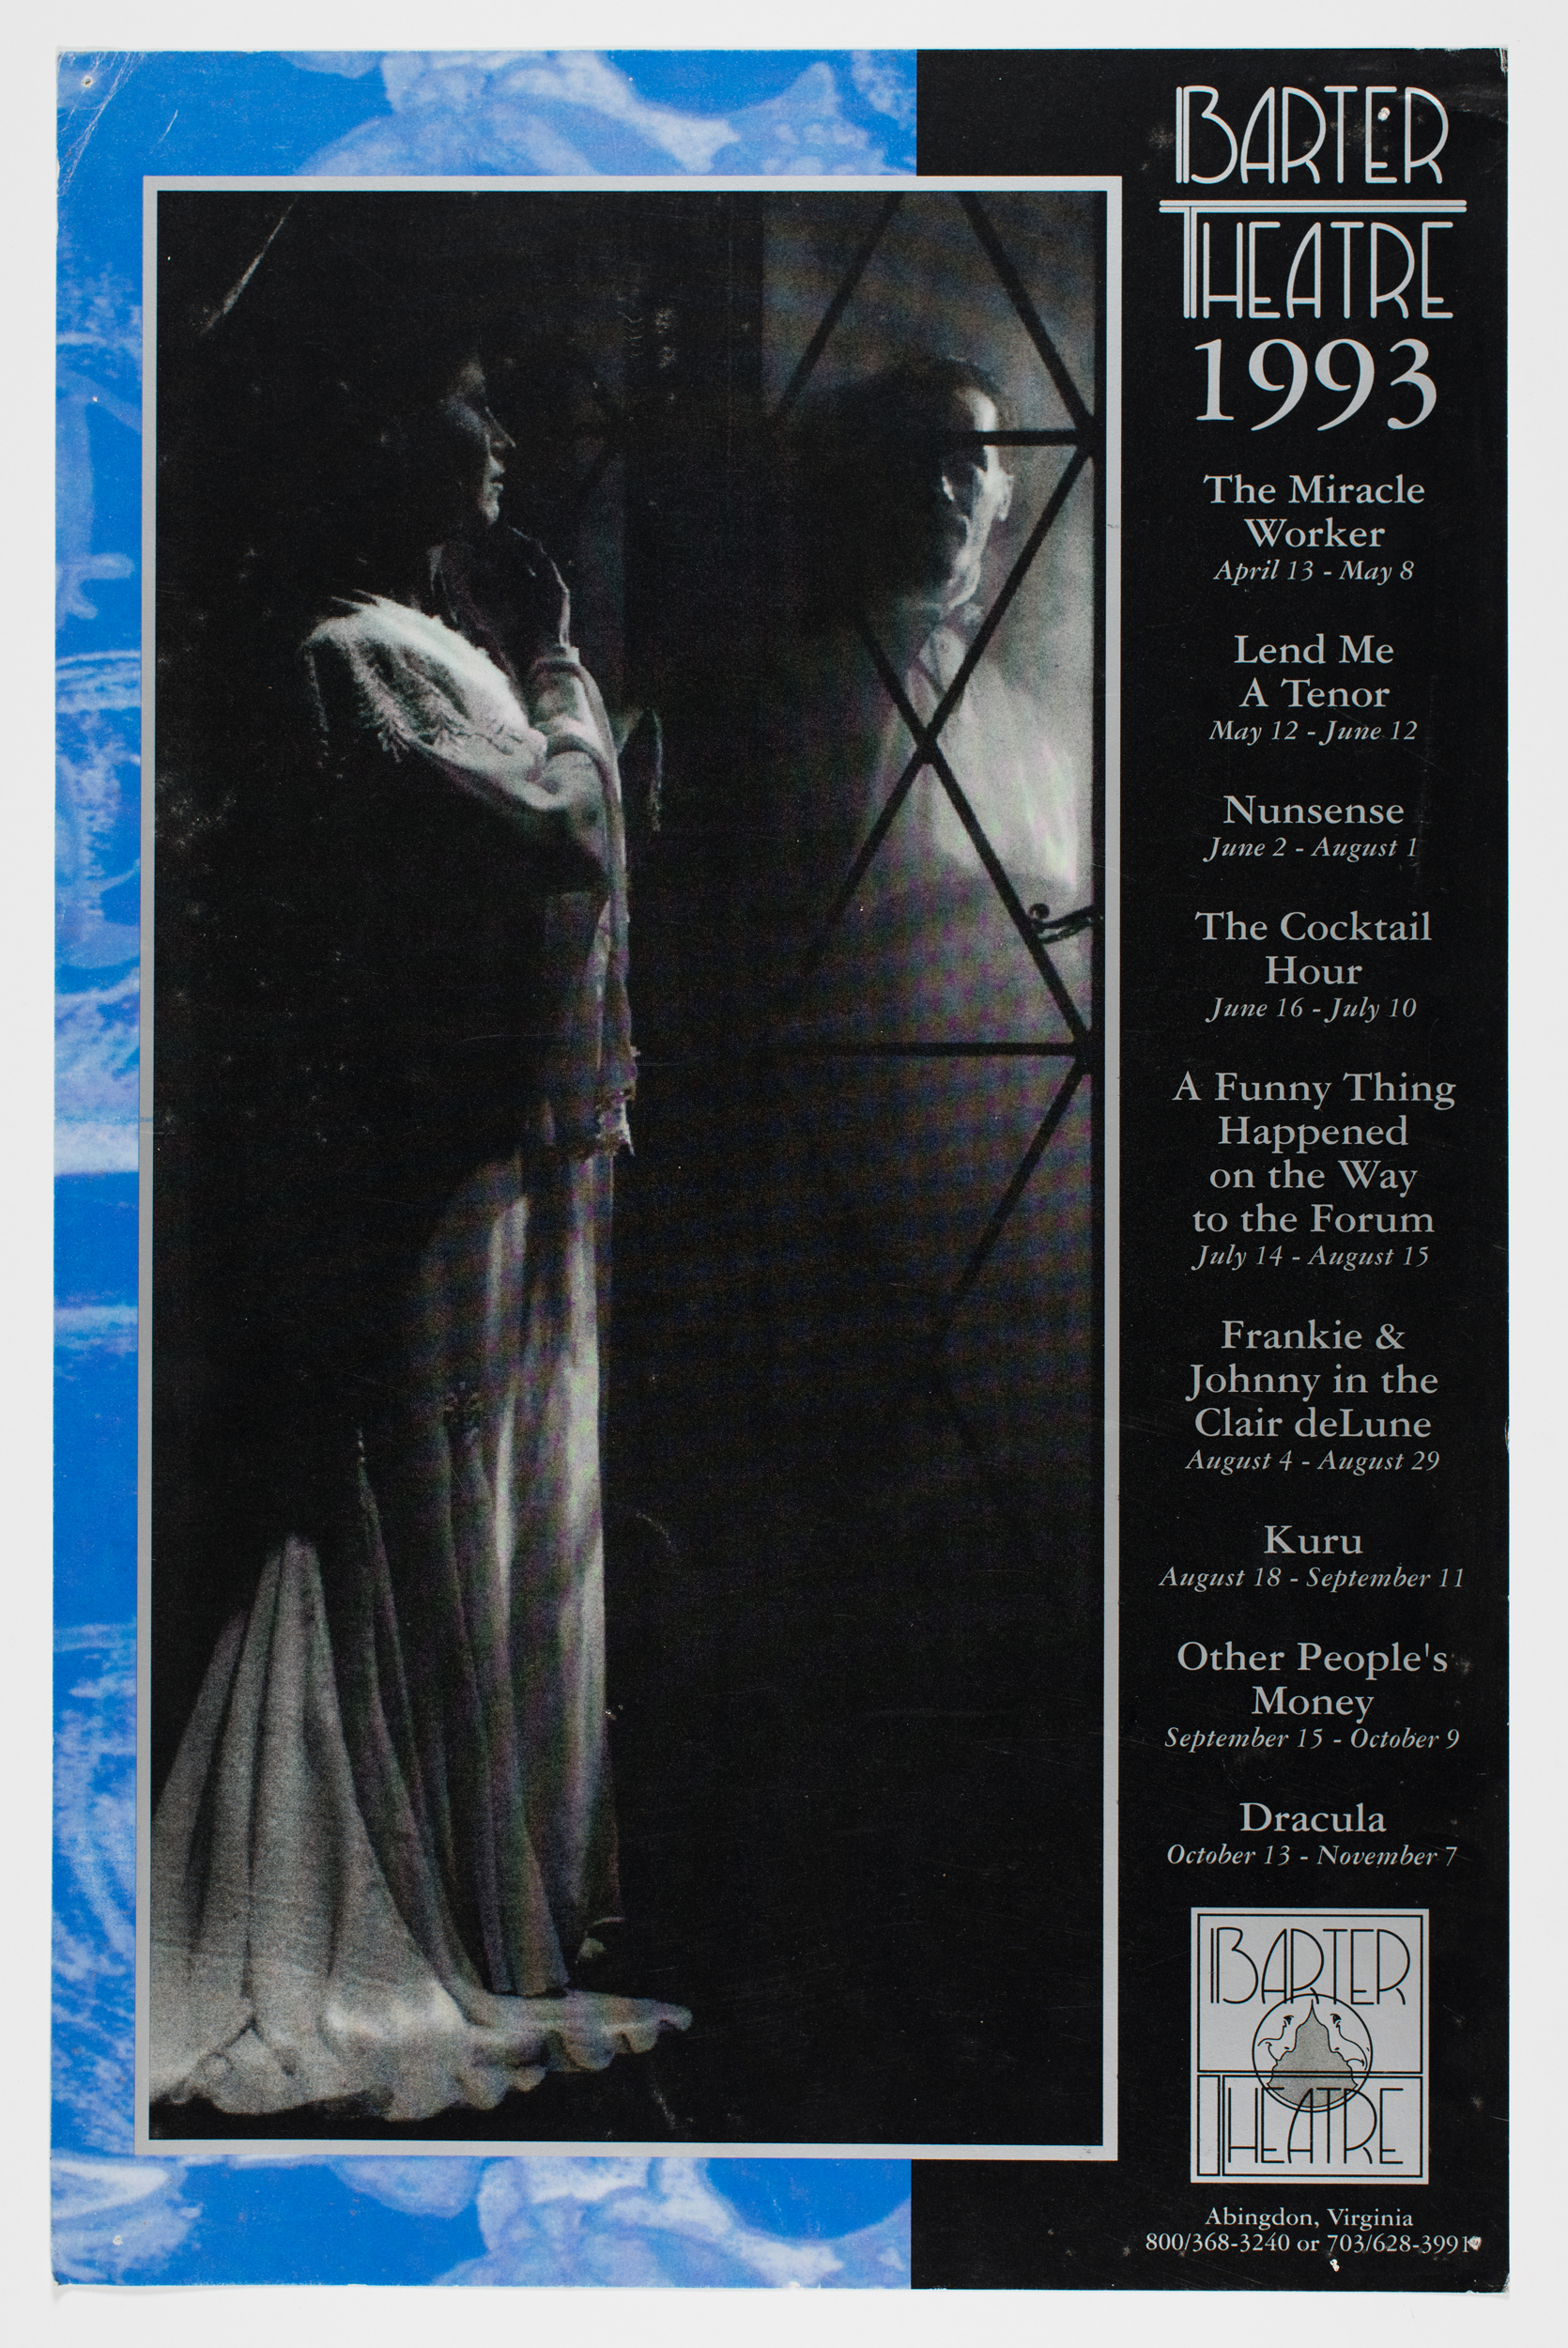 BARTER
THEATRE
1993
The Miracle
Worker
April 13 - May 8
Lend Me
A Tenor
May 12 - June 12
Nunsense
June 2 - August 1
The Cocktail
Hour
June 16 - July 10
A Funny Thing
Happened
on the Way
to the Forum
July 14 - August 15
Frankie &
Johnny in the
Clair deLune
August 4 - August 29
Kuru
August 18 - September 11
Other People's
Money
September 15 - October 9
Dracula
October 13 - November 7
BARTER
THEATRE
Abingdon, Virginia
800/368-3240 or 703/628-3991